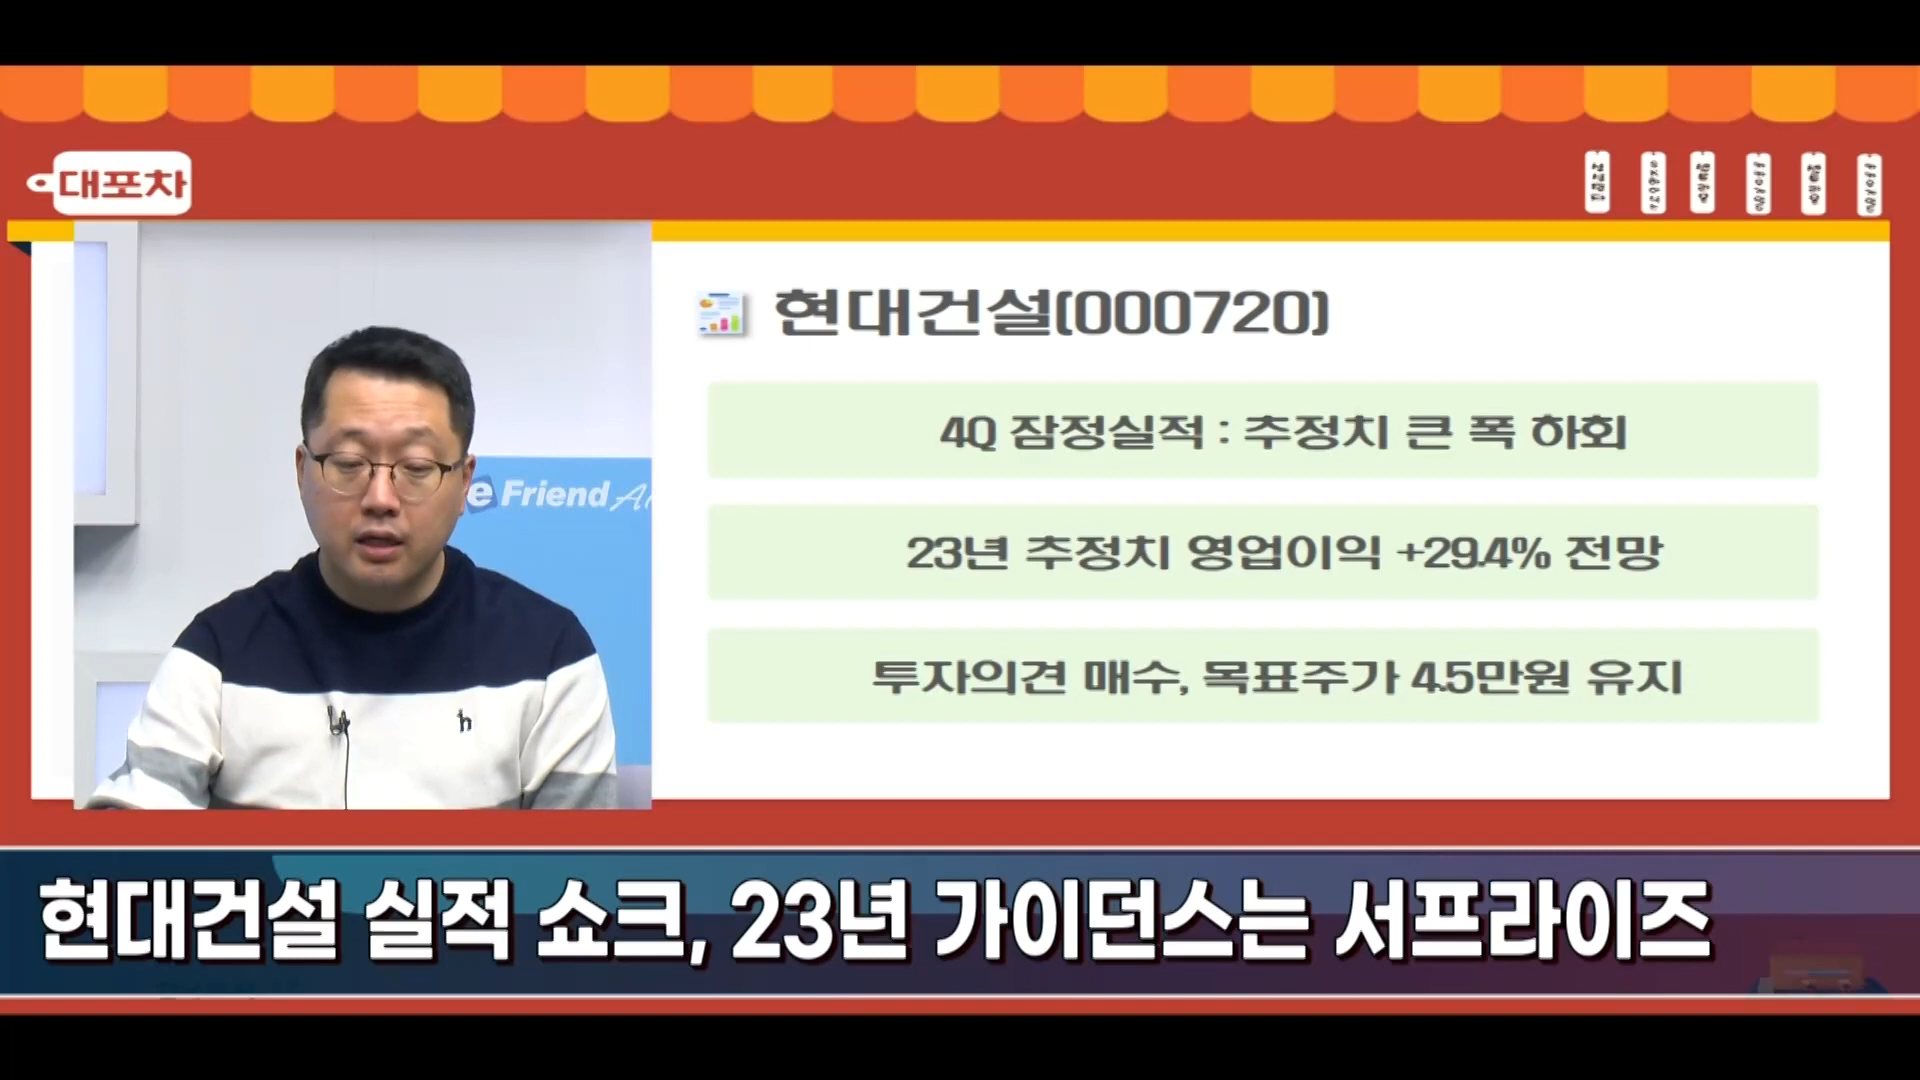 대포차
현대건설(000720)
4Q 잠정실적 : 추정치 큰 폭 하회
e Friend
23년 추정치 영업이익 +29.4% 전망
투자의견 매수, 목표주가 4.5만원 유지
h
현대건설 실적 쇼크, 23년 가이던스는 서프라이즈